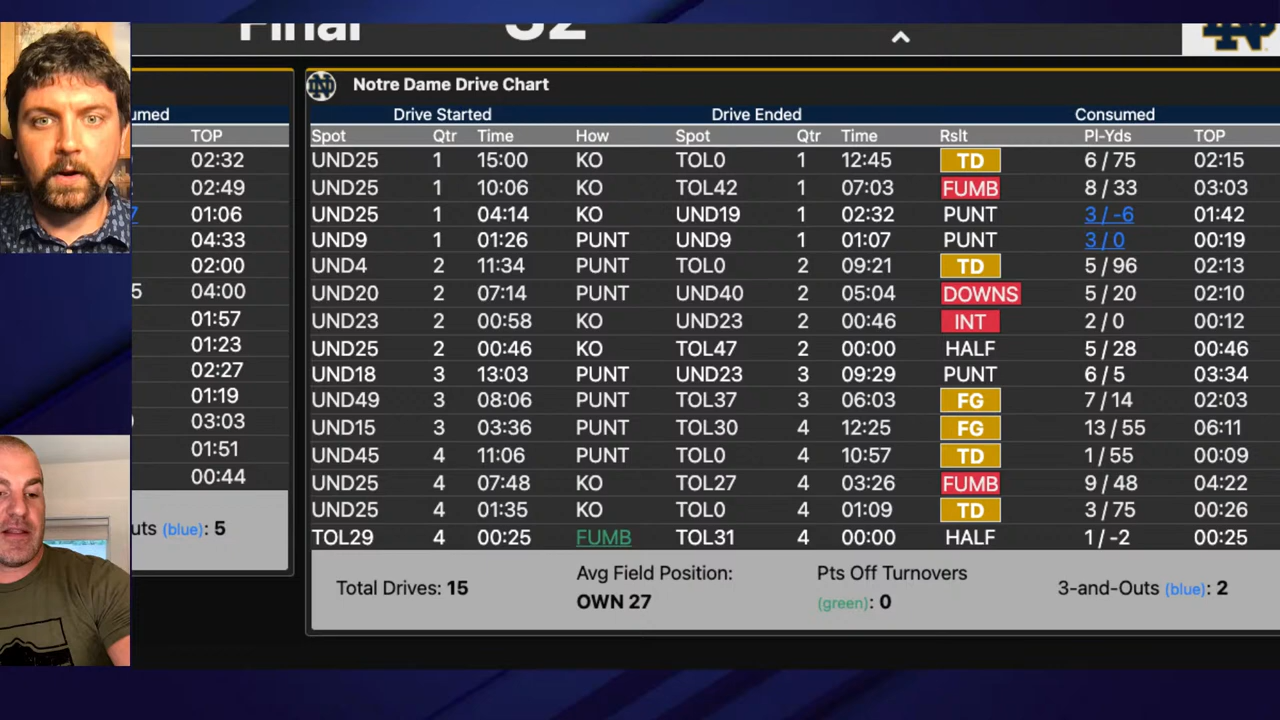 Final 32
Notre Dame Drive Chart
Drive Started Drive Ended Consumed
Spot Qtr Time How Spot Qtr Time Rslt Pl-Yds TOP
UND25 1 15:00 KO TOL0 1 12:45 TD 6 / 75 02:15
UND25 1 10:06 KO TOL42 1 07:03 FUMB 8 / 33 03:03
UND25 1 04:14 KO UND19 1 02:32 PUNT 3 / -6 01:42
UND9 1 01:26 PUNT UND9 1 01:07 PUNT 3 / 0 00:19
UND4 2 11:34 PUNT TOL0 2 09:21 TD 5 / 96 02:13
UND20 2 07:14 PUNT UND40 2 05:04 DOWNS 5 / 20 02:10
UND23 2 00:58 KO UND23 2 00:46 INT 2 / 0 00:12
UND25 2 00:46 KO TOL47 2 00:00 HALF 5 / 28 00:46
UND18 3 13:03 PUNT UND23 3 09:29 PUNT 6 / 5 03:34
UND49 3 08:06 PUNT TOL37 3 06:03 FG 7 / 14 02:03
UND15 3 03:36 PUNT TOL30 4 12:25 FG 13 / 55 06:11
UND45 4 11:06 PUNT TOL0 4 10:57 TD 1 / 55 00:09
UND25 4 07:48 KO TOL27 4 03:26 FUMB 9 / 48 04:22
UND25 4 01:35 KO TOL0 4 01:09 TD 3 / 75 00:26
TOL29 4 00:25 FUMB TOL31 4 00:00 HALF 1 / -2 00:25
Total Drives: 15
Avg Field Position:
OWN 27
Pts Off Turnovers
(green): 0
3-and-Outs (blue): 2
umed
TOP
02:32
02:49
7 01:06
04:33
02:00
5 04:00
01:57
01:23
02:27
01:19
03:03
01:51
00:44
uts (blue): 5